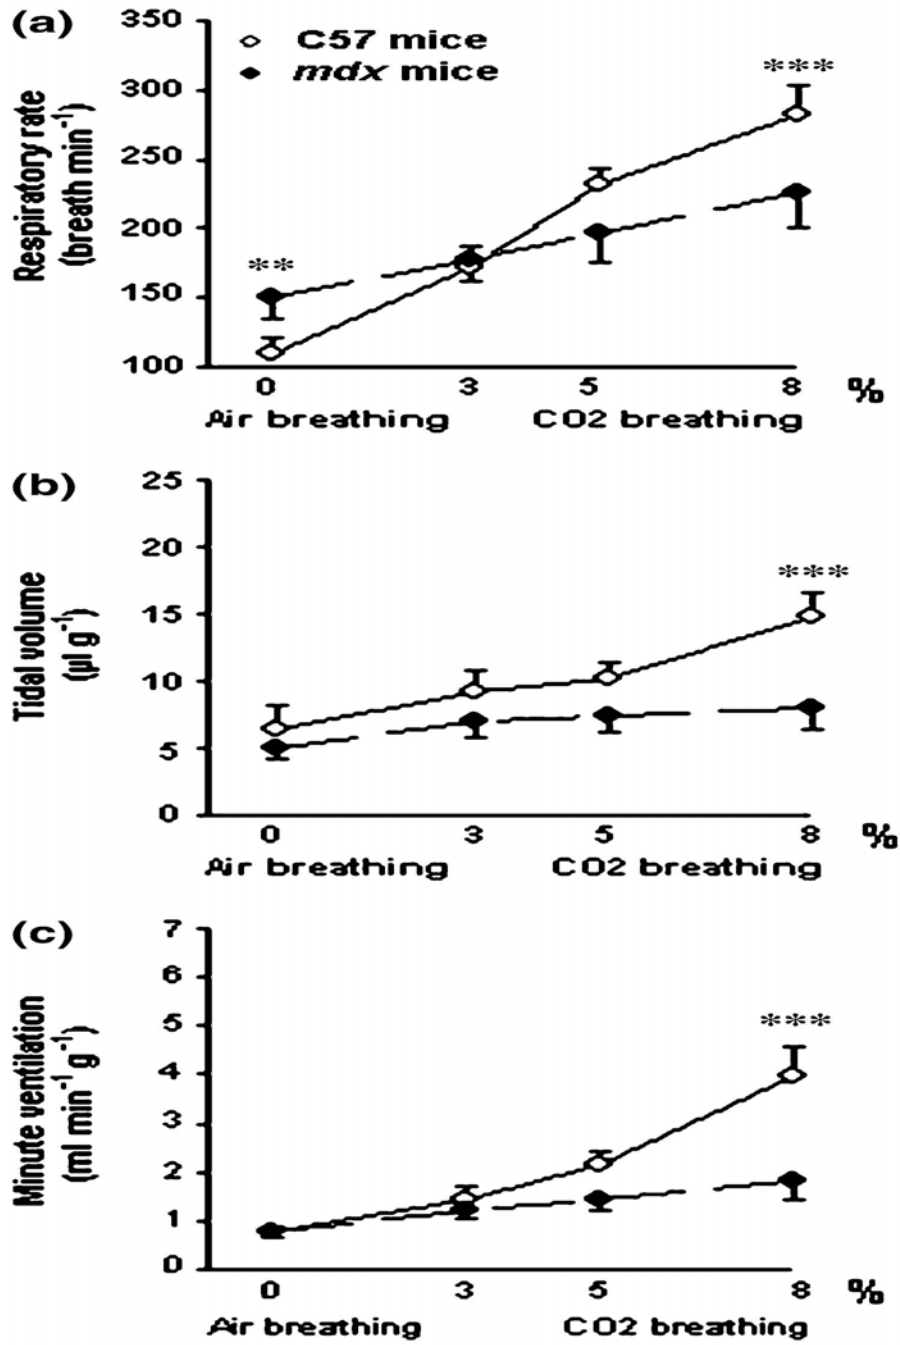 (a)
350
300
250
200
150
100
Respiratory rate
(breath min⁻¹)
C57 mice
mdx mice
**
***
0 3 5 8 %
Air breathing CO2 breathing
(b)
25
20
15
10
5
0
Tidal volume
(µl g⁻¹)
***
0 3 5 8 %
Air breathing CO2 breathing
(c)
7
6
5
4
3
2
1
0
Minute ventilation
(ml min⁻¹ g⁻¹)
***
0 3 5 8 %
Air breathing CO2 breathing